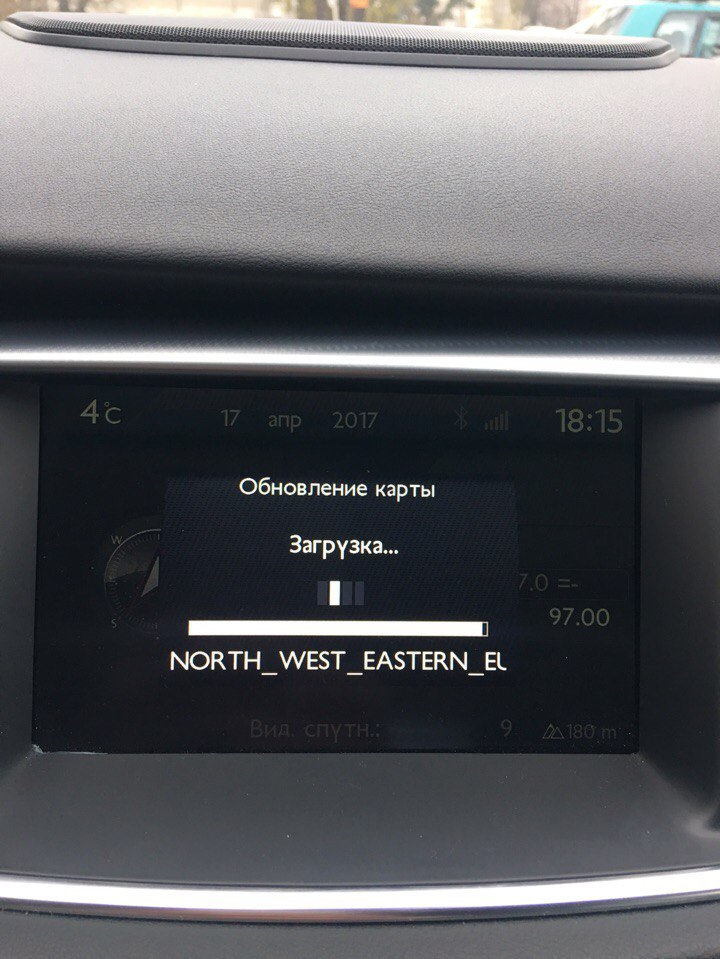 4°C 17 апр 2017 18:15
Обновление карты
Загрузка...
W
7.0 =-
97.00
S
NORTH_WEST_EASTERN_EU
Вид. спутн.: 9 180 m